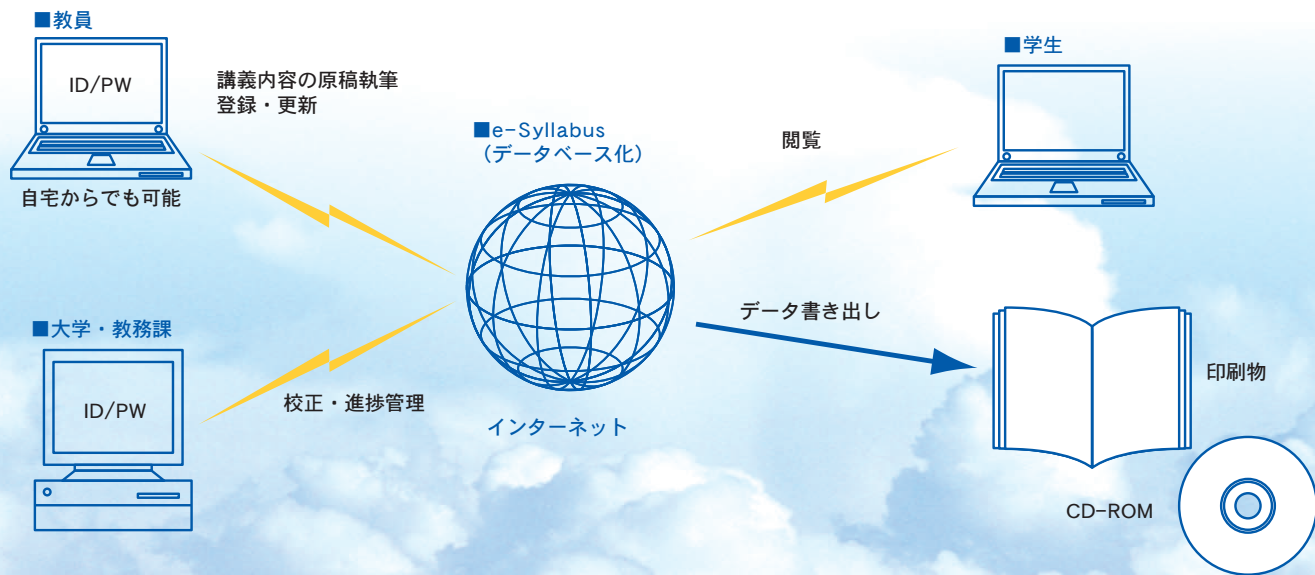 ■教員
ID/PW
講義内容の原稿執筆
登録・更新
自宅からでも可能
■大学・教務課
ID/PW
校正・進捗管理
■e-Syllabus
(データベース化)
インターネット
閲覧
■学生
データ書き出し
印刷物
CD-ROM